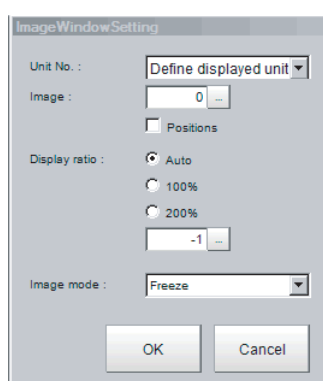 ImageWindowSetting
Unit No. : Define displayed unit
Image : 0 ...
Positions
Display ratio : Auto
100%
200%
-1 ...
Image mode : Freeze
OK Cancel